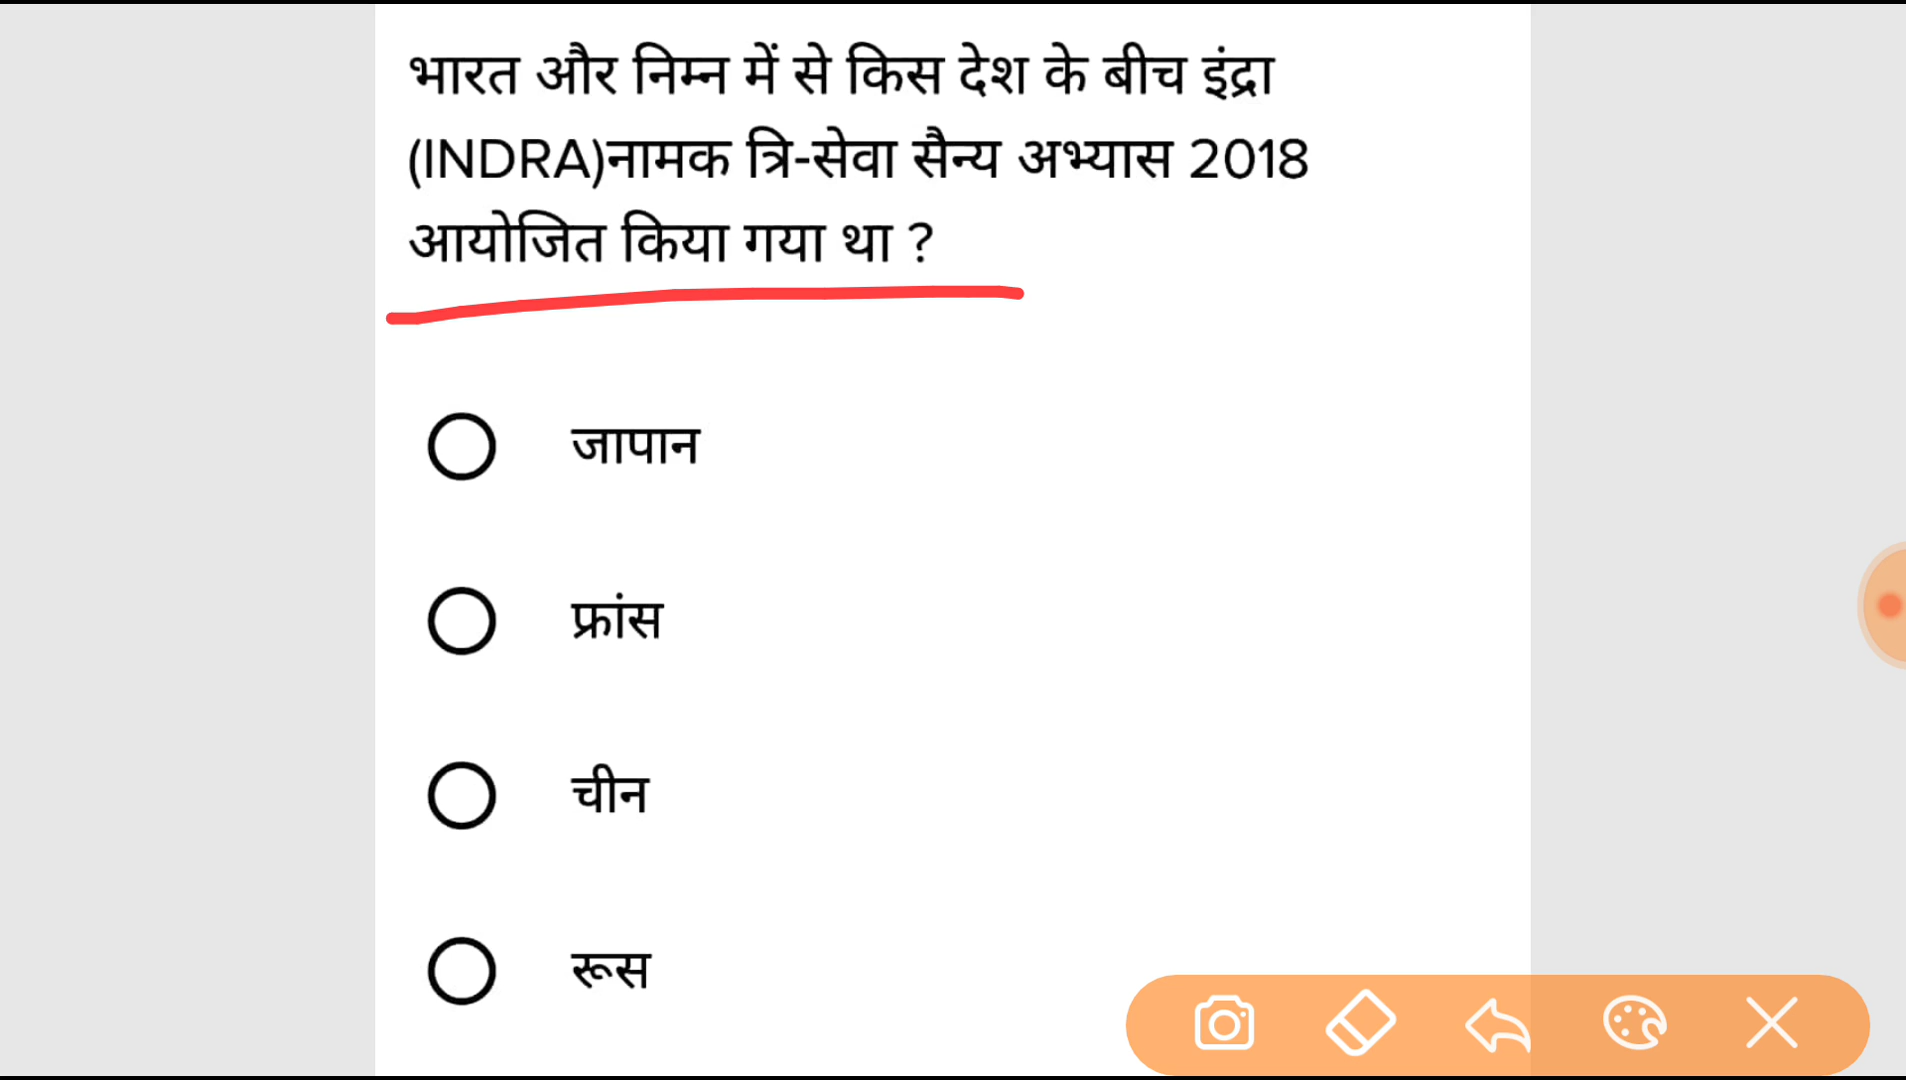 भारत और निम्न में से किस देश के बीच इंद्रा
(INDRA)नामक त्रि-सेवा सैन्य अभ्यास 2018
आयोजित किया गया था ?
जापान
फ्रांस
चीन
रूस